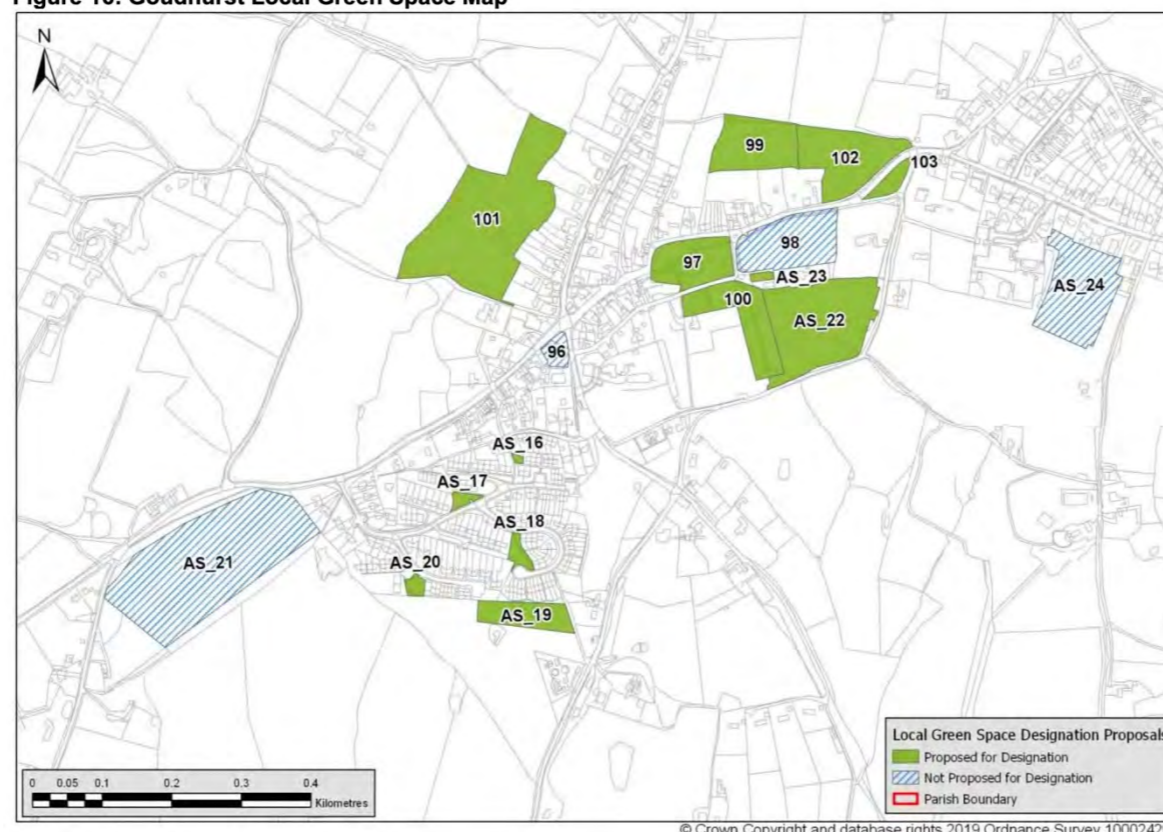 Figure 10: Goudhurst Local Green Space Map
N
99
102
103
101
98
97
AS_23
AS_24
100
AS_22
96
AS_16
AS_17
AS_18
AS_21
AS_20
AS_19
Local Green Space Designation Proposals
Proposed for Designation
Not Proposed for Designation
Parish Boundary
0 0.05 0.1 0.2 0.3 0.4
Kilometres
© Crown Copyright and database rights 2019 Ordnance Survey 1000242